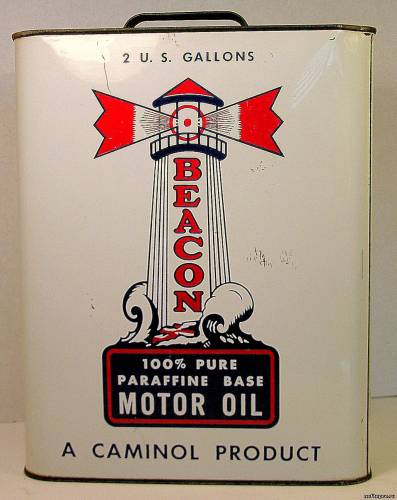 2 U. S. GALLONS
BEACON
100% PURE
PARAFFINE BASE
MOTOR OIL
A CAMINOL PRODUCT